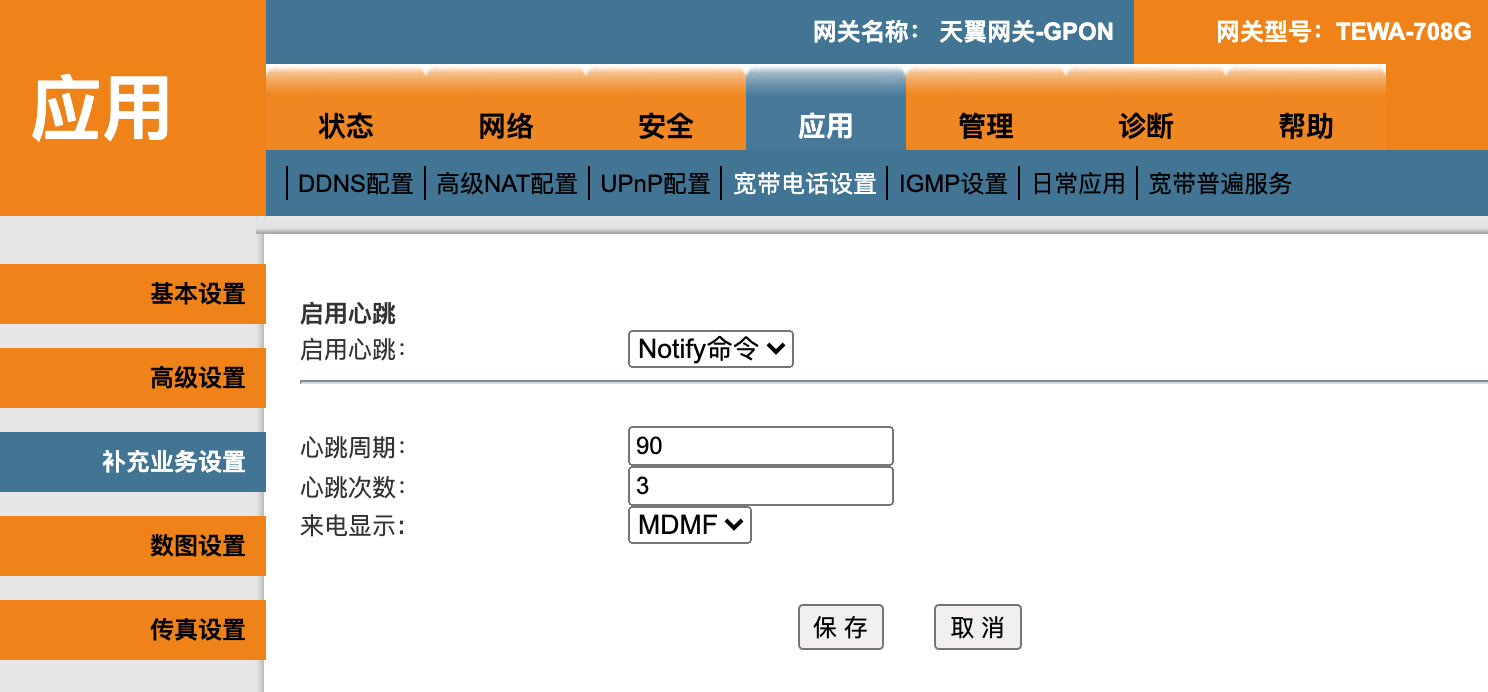 网关名称： 天翼网关-GPON 网关型号：TEWA-708G
应用
状态 网络 安全 应用 管理 诊断 帮助
DDNS配置 高级NAT配置 UPnP配置 宽带电话设置 IGMP设置 日常应用 宽带普遍服务
基本设置
高级设置
补充业务设置
数图设置
传真设置
启用心跳
启用心跳： Notify命令
心跳周期： 90
心跳次数： 3
来电显示: MDMF
保 存 取 消